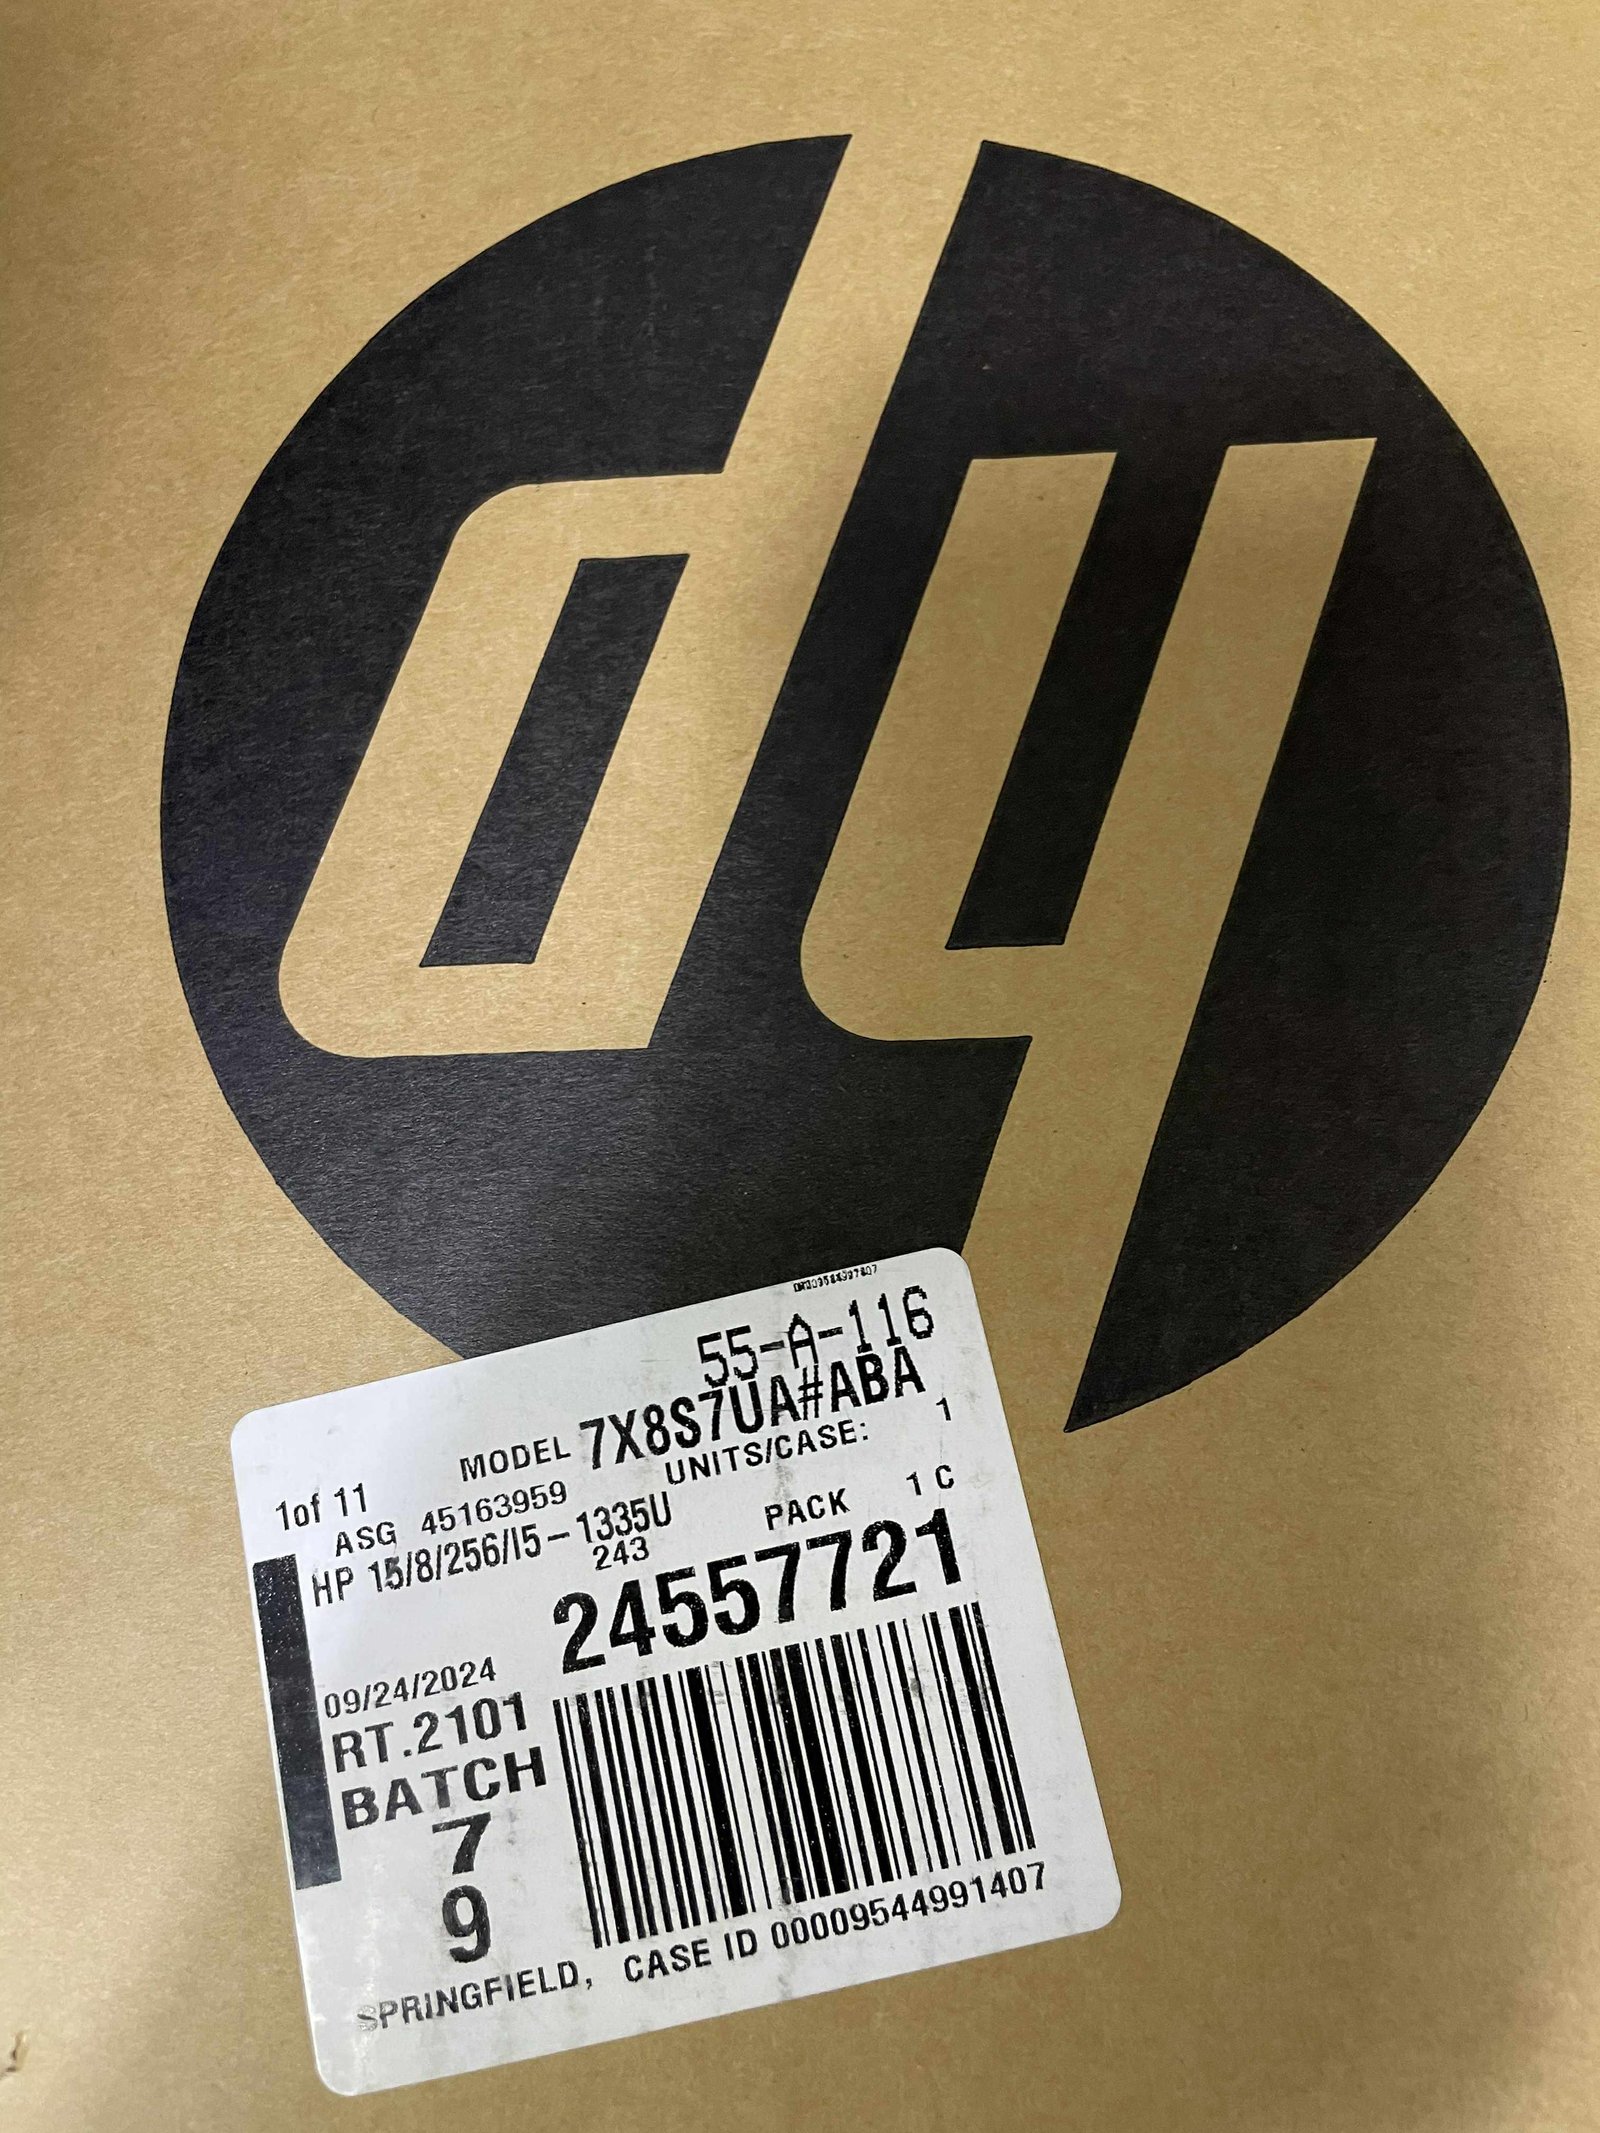 hp
55-A-116
MODEL 7X8S7UA#ABA
1of 11 UNITS/CASE: 1
ASG 45163959
HP 15/8/256/I5-1335U PACK 1 C
243
24557721
09/24/2024
RT.2101
BATCH
7
9
SPRINGFIELD, CASE ID 00009544991407